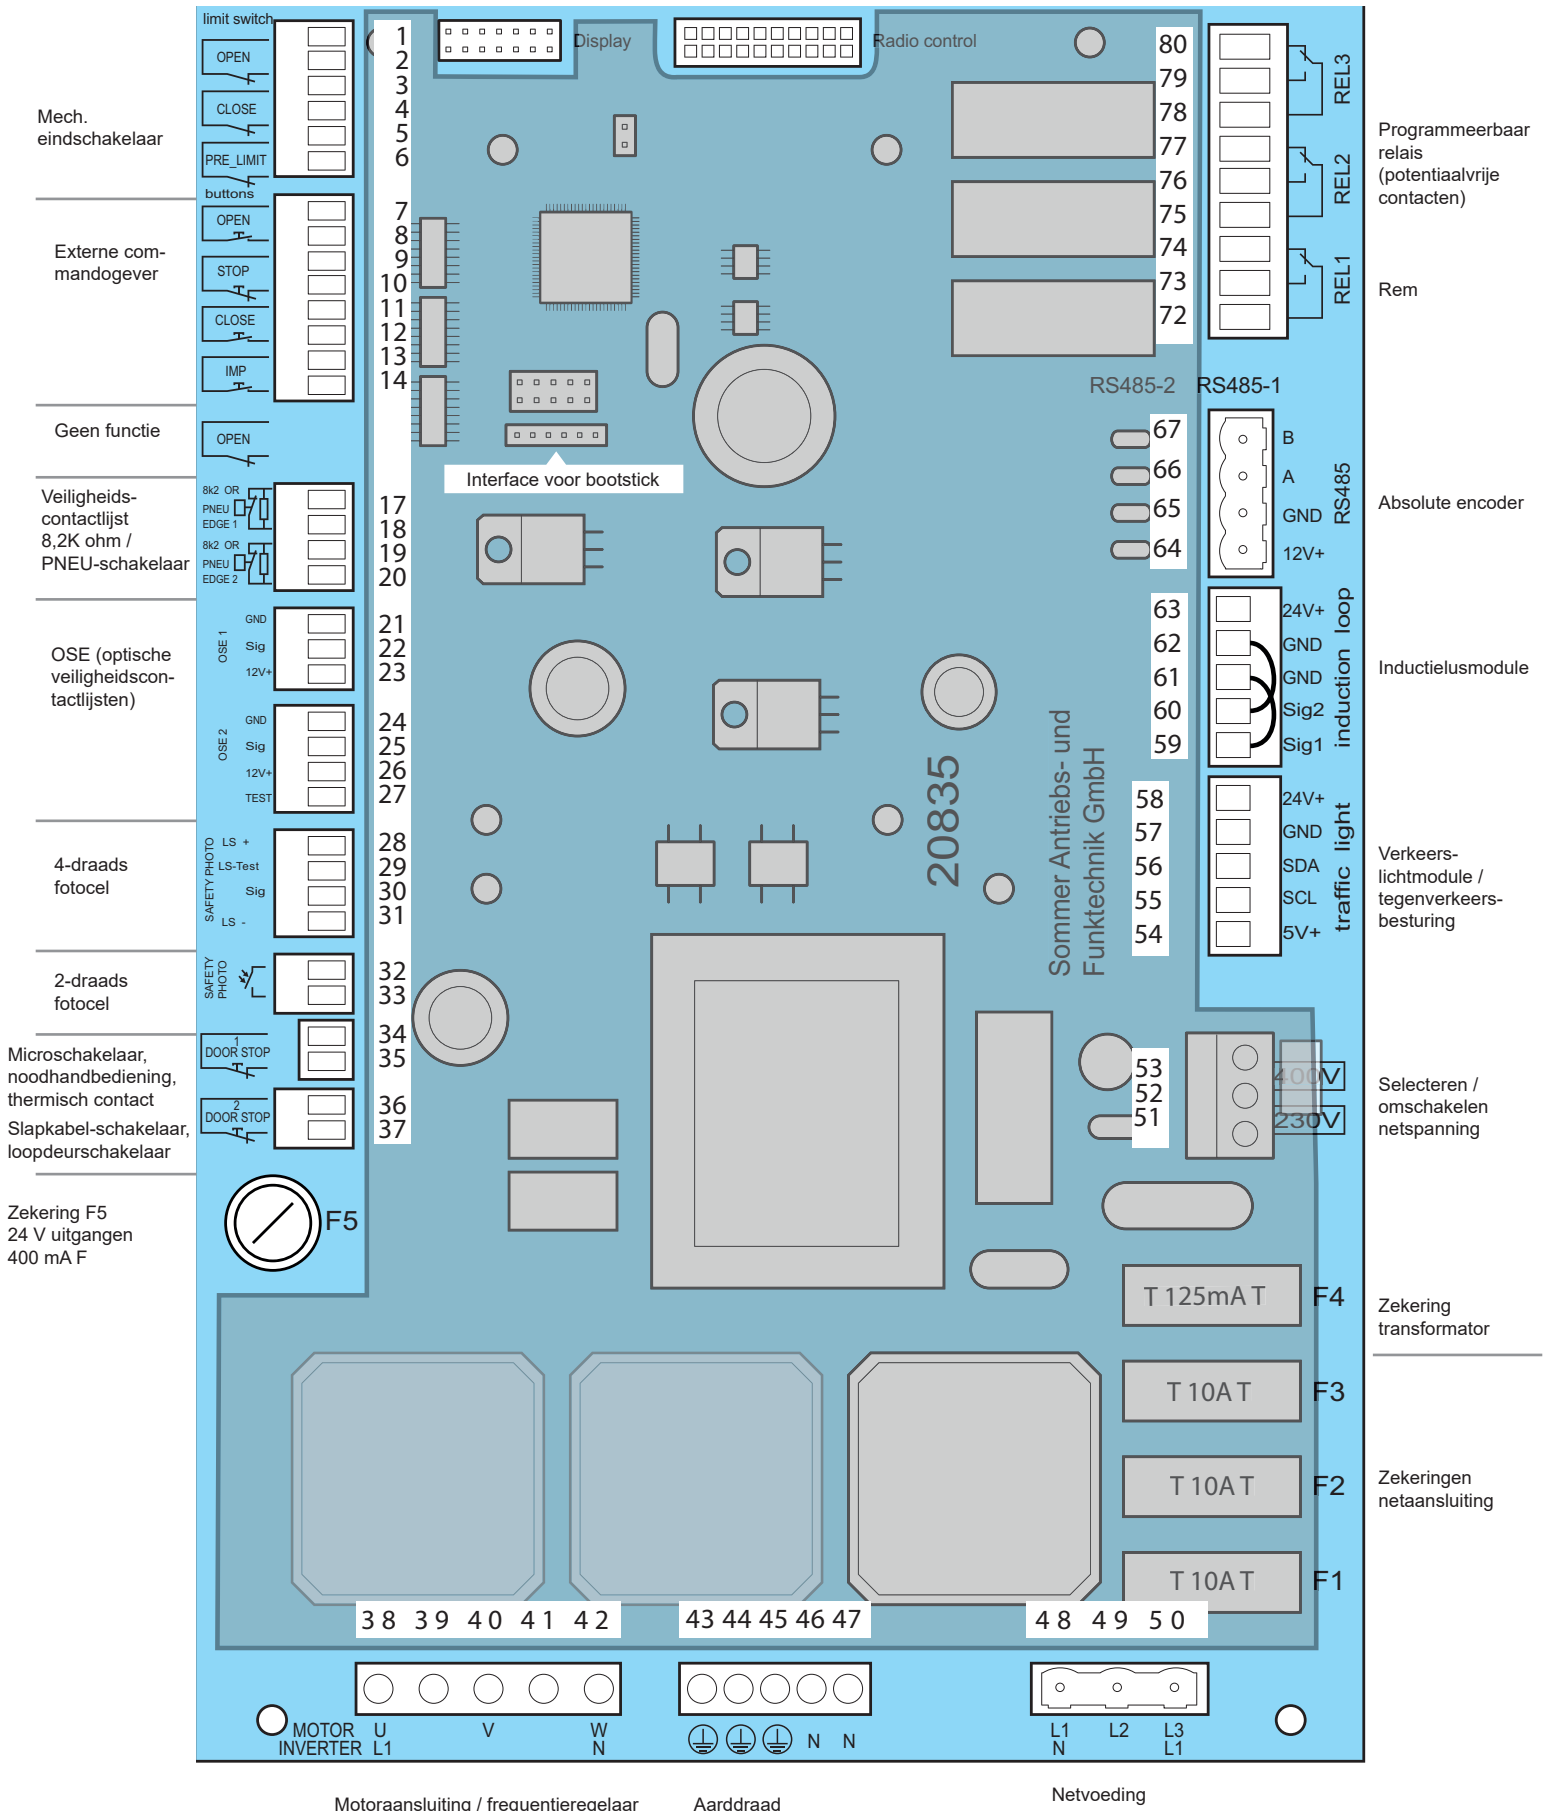 limit switch
OPEN
CLOSE
PRE_LIMIT
buttons
OPEN
STOP
CLOSE
IMP
OPEN
8k2 OR
PNEU
EDGE 1
8k2 OR
PNEU
EDGE 2
OSE 1
GND
Sig
12V+
OSE 2
GND
Sig
12V+
TEST
SAFETY PHOTO
LS +
LS-Test
Sig
LS -
SAFETY
PHOTO
1
DOOR STOP
2
DOOR STOP
F5
Mech.
eindschakelaar
Externe com-
mandogever
Geen functie
Veiligheids-
contactlijst
8,2K ohm /
PNEU-schakelaar
OSE (optische
veiligheidscon-
tactlijsten)
4-draads
fotocel
2-draads
fotocel
Microschakelaar,
noodhandbediening,
thermisch contact
Slapkabel-schakelaar,
loopdeurschakelaar
Zekering F5
24 V uitgangen
400 mA F
1
2
3
4
5
6
7
8
9
10
11
12
13
14
17
18
19
20
21
22
23
24
25
26
27
28
29
30
31
32
33
34
35
36
37
Display
Radio control
Interface voor bootstick
20835
Sommer Antriebs- und
Funktechnik GmbH
80
79
78
77
76
75
74
73
72
REL3
REL2
REL1
RS485-2 RS485-1
67
66
65
64
B
A
GND
12V+
RS485
63
62
61
60
59
24V+
GND
GND
Sig2
Sig1
induction loop
58
57
56
55
54
24V+
GND
SDA
SCL
5V+
traffic light
53
52
51
400V
230V
T 125mA T F4
T 10A T F3
T 10A T F2
T 10A T F1
Programmeerbaar
relais
(potentiaalvrije
contacten)
Rem
Absolute encoder
Inductielusmodule
Verkeers-
lichtmodule /
tegenverkeers-
besturing
Selecteren /
omschakelen
netspanning
Zekering
transformator
Zekeringen
netaansluiting
38 39 40 41 42 43 44 45 46 47 48 49 50
MOTOR U V W N N L1 L2 L3
INVERTER L1 N N L1
Motoraansluiting / frequentieregelaar
Aarddraad
Netvoeding